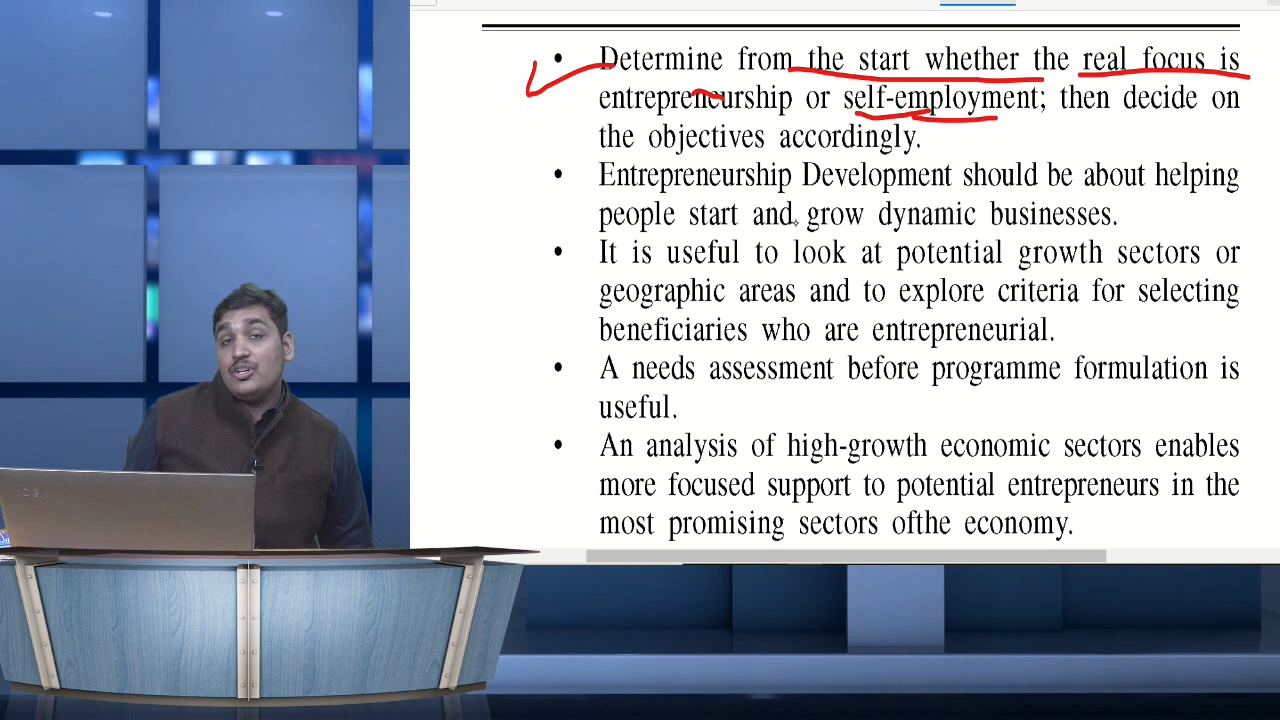 • Determine from the start whether the real focus is
entrepreneurship or self-employment; then decide on
the objectives accordingly.
• Entrepreneurship Development should be about helping
people start and grow dynamic businesses.
• It is useful to look at potential growth sectors or
geographic areas and to explore criteria for selecting
beneficiaries who are entrepreneurial.
• A needs assessment before programme formulation is
useful.
• An analysis of high-growth economic sectors enables
more focused support to potential entrepreneurs in the
most promising sectors ofthe economy.